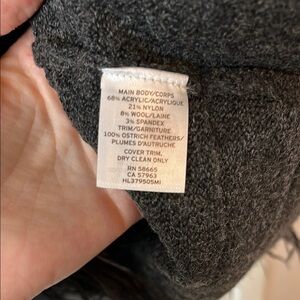 MAIN BODY/CORPS
68% ACRYLIC/ACRYLIQUE
21% NYLON
8% WOOL/LAINE
3% SPANDEX
TRIM/GARNITURE
100% OSTRICH FEATHERS/
PLUMES D'AUTRUCHE
COVER TRIM,
DRY CLEAN ONLY
RN 58665
CA 57963
HL379505MI